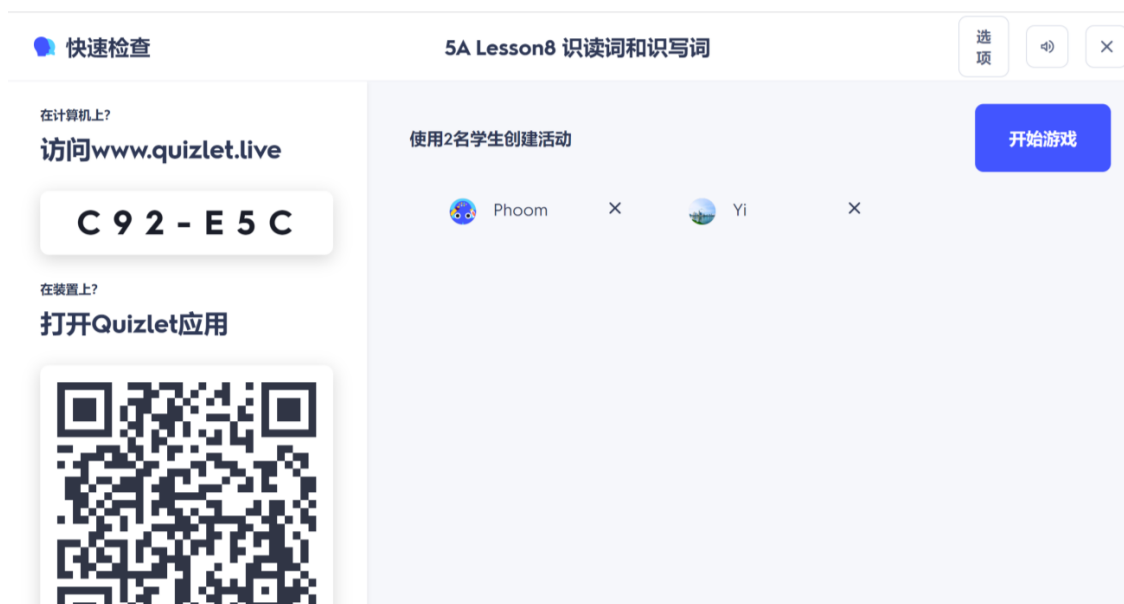 快速检查
5A Lesson8 识读词和识写词
选
项
在计算机上?
访问www.quizlet.live
C92-E5C
在装置上?
打开Quizlet应用
使用2名学生创建活动
开始游戏
Phoom
Yi